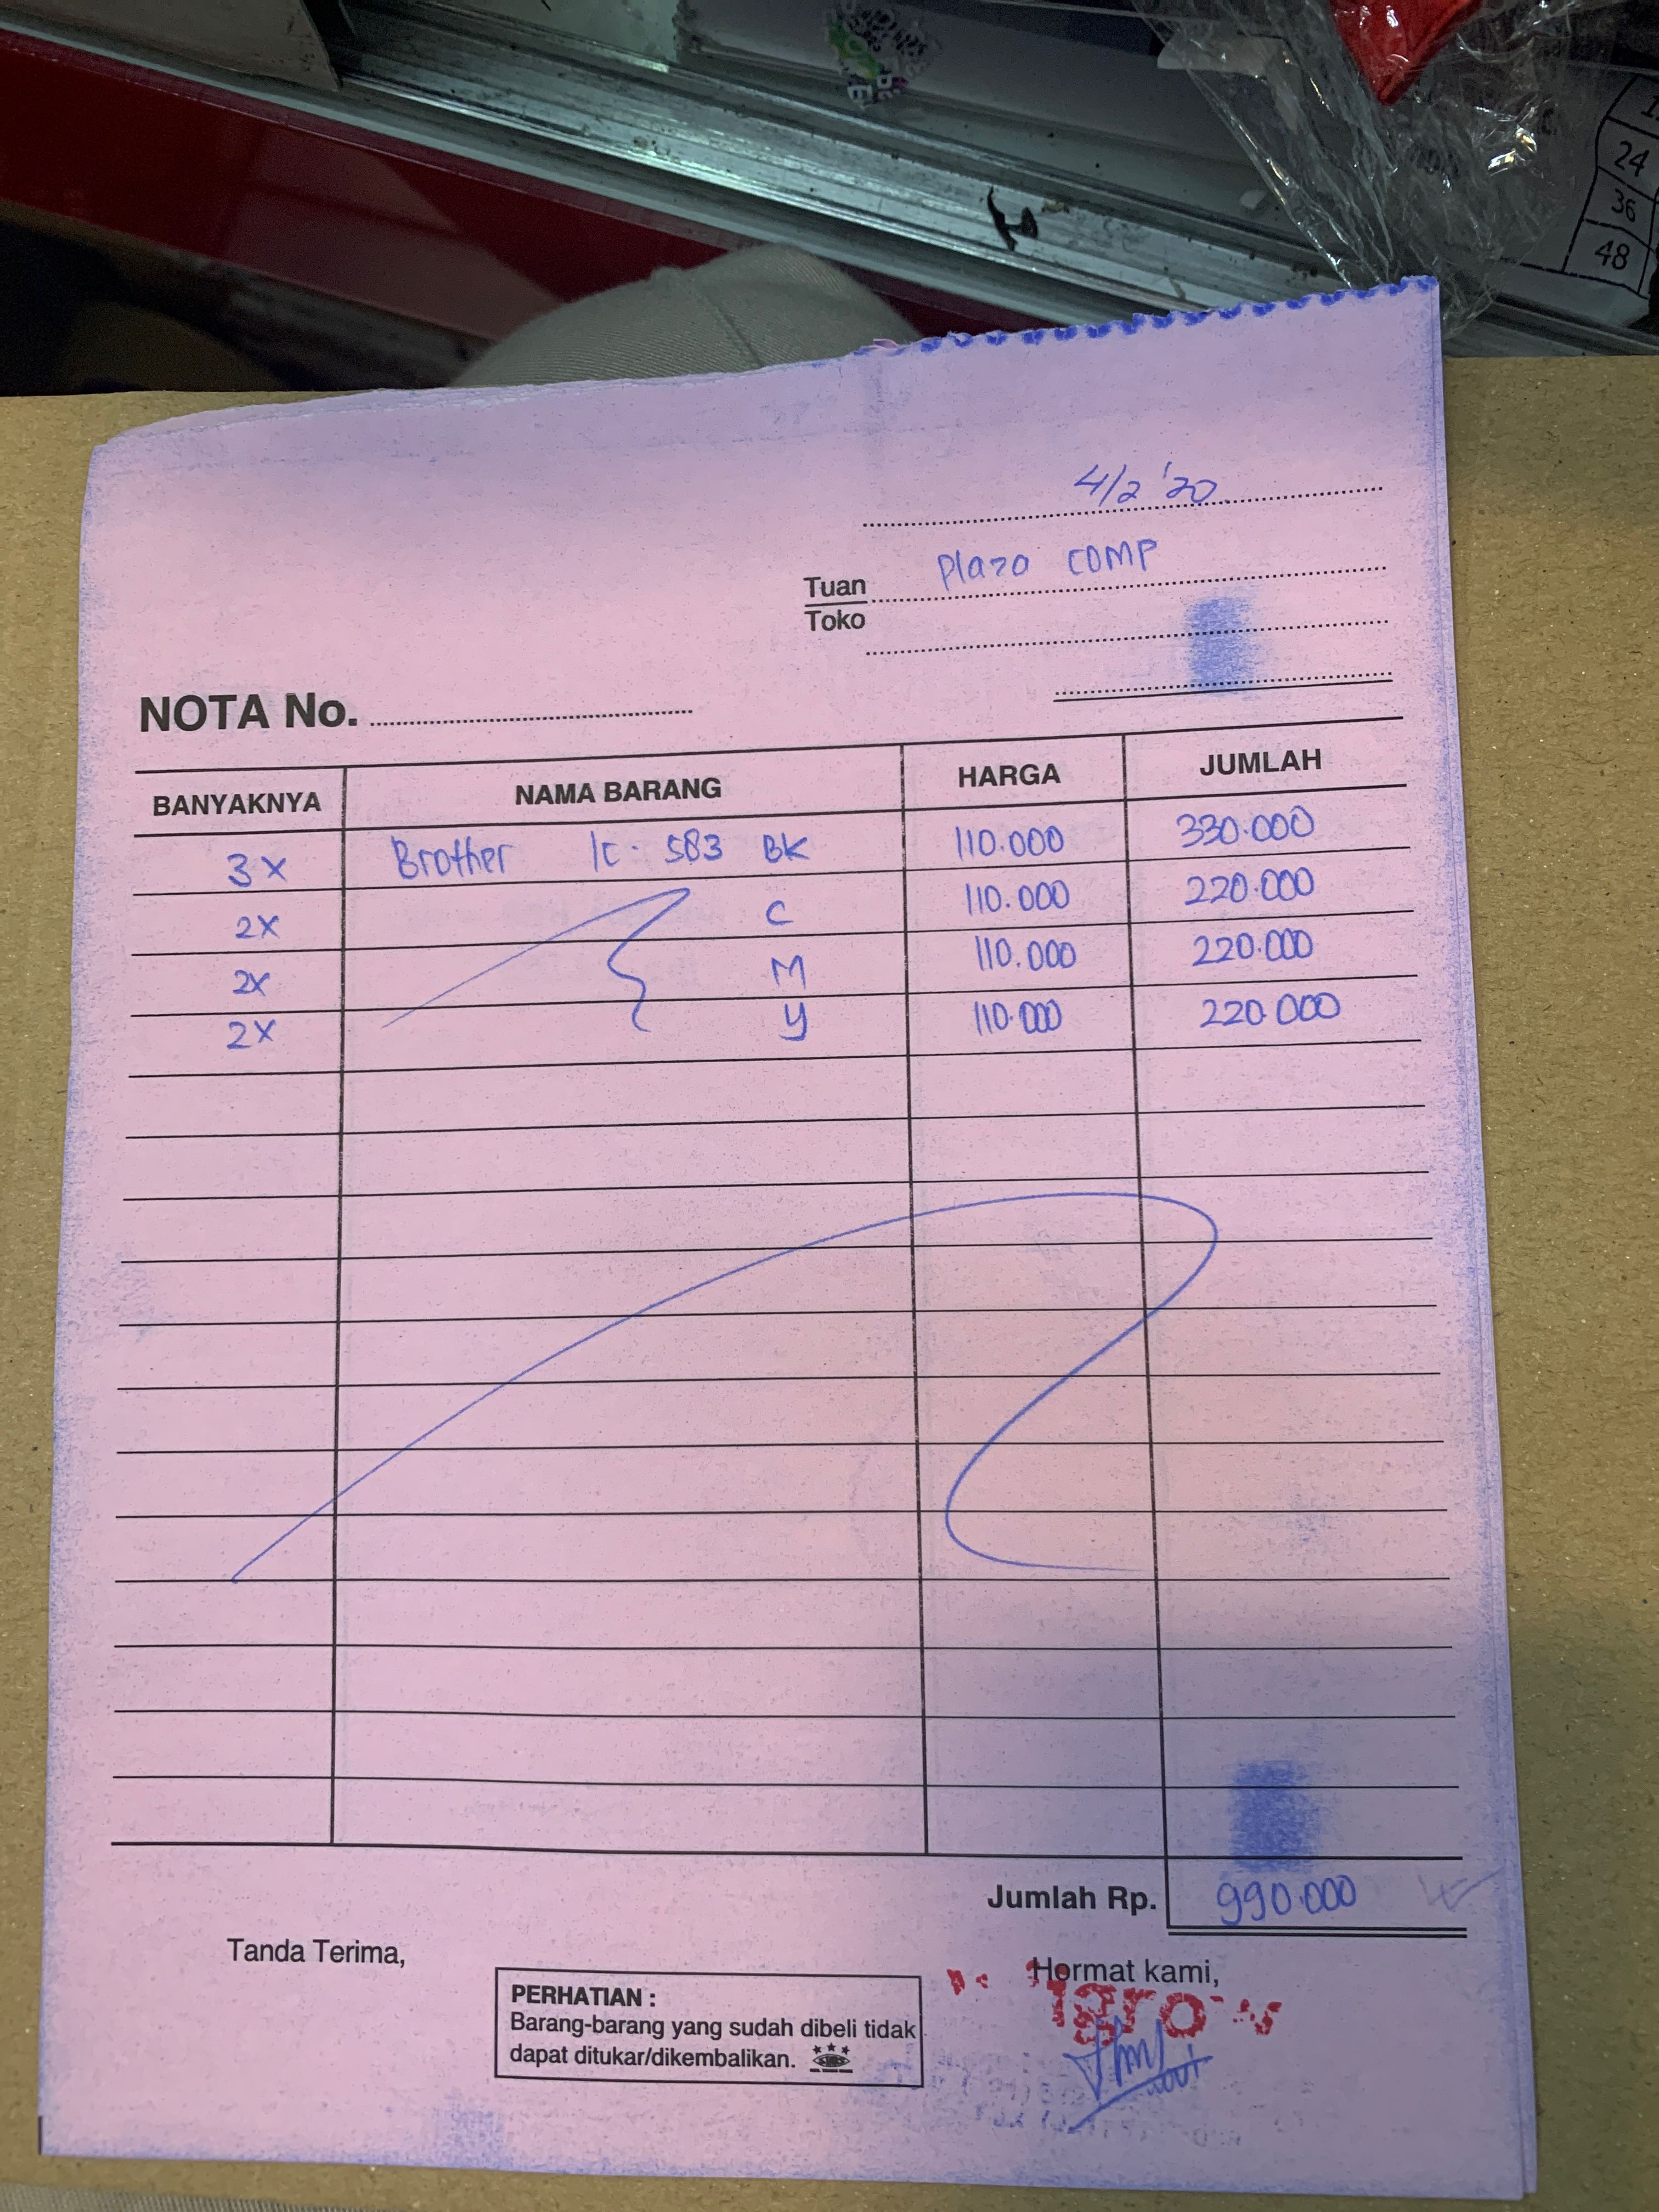 24
36
48
4/2 '20
Tuan Plazo comp
Toko
NOTA No.
BANYAKNYA NAMA BARANG HARGA JUMLAH
3x Brother lc- 583 BK 110.000 330.000
2x C 110.000 220.000
2x M 110.000 220.000
2x Y 110.000 220.000
Jumlah Rp. 990.000
Tanda Terima,
Hormat kami,
PERHATIAN :
Barang-barang yang sudah dibeli tidak
dapat ditukar/dikembalikan.